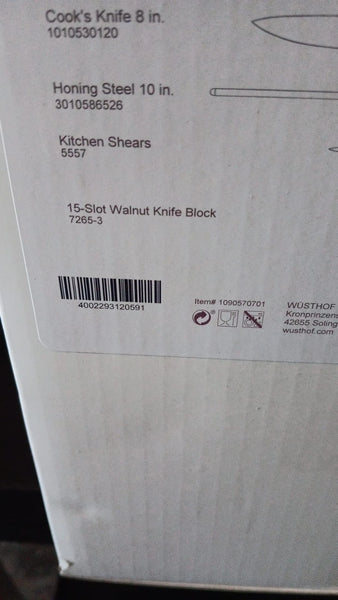 Cook's Knife 8 in.
1010530120
Honing Steel 10 in.
3010586526
Kitchen Shears
5557
15-Slot Walnut Knife Block
7265-3
4002293120591
Item# 1090570701
WÜSTHOF
Kronprinzens
42655 Soling
wusthof.com